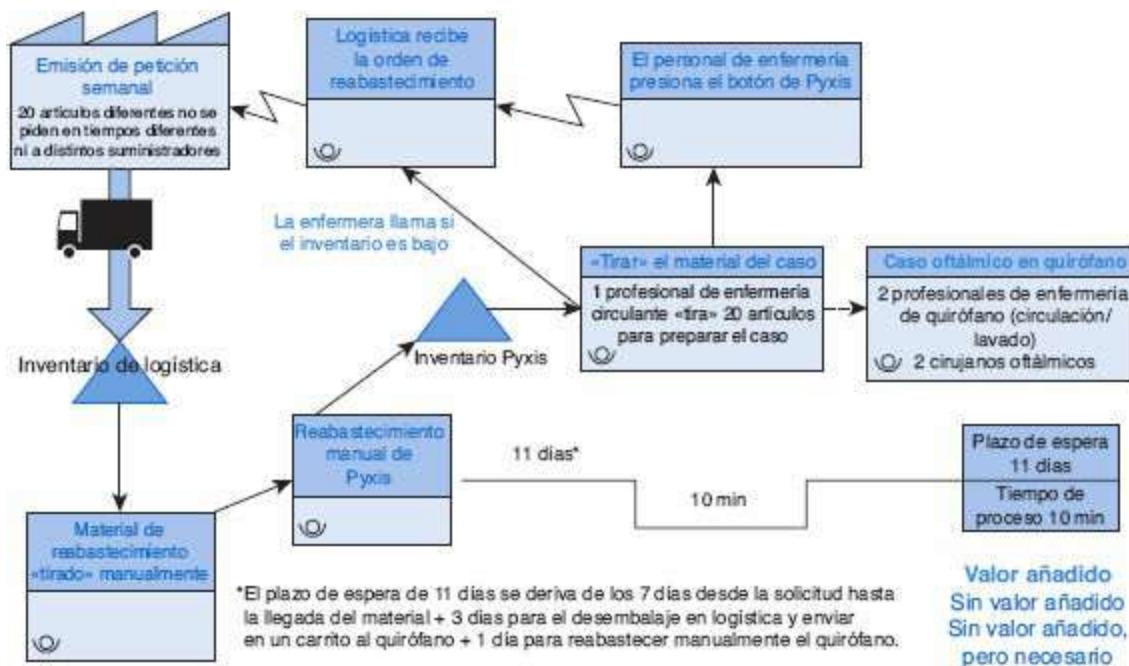 Emisión de petición
semanal
20 artículos diferentes no se
piden en tiempos diferentes
ni a distintos suministradores
Logística recibe
la orden de
reabastecimiento
El personal de enfermería
presiona el botón de Pyxis
La enfermera llama si
el inventario es bajo
«Tirar» el material del caso
1 profesional de enfermería
circulante «tira» 20 artículos
para preparar el caso
Caso oftálmico en quirófano
2 profesionales de enfermería
de quirófano (circulación/
lavado)
2 cirujanos oftálmicos
Inventario de logística
Inventario Pyxis
Reabastecimiento
manual de
Pyxis
Material de
reabastecimiento
«tirado» manualmente
11 días*
10 min
Plazo de espera
11 días
Tiempo de
proceso 10 min
*El plazo de espera de 11 días se deriva de los 7 días desde la solicitud hasta
la llegada del material + 3 días para el desembalaje en logística y enviar
en un carrito al quirófano + 1 día para reabastecer manualmente el quirófano.
Valor añadido
Sin valor añadido
Sin valor añadido,
pero necesario